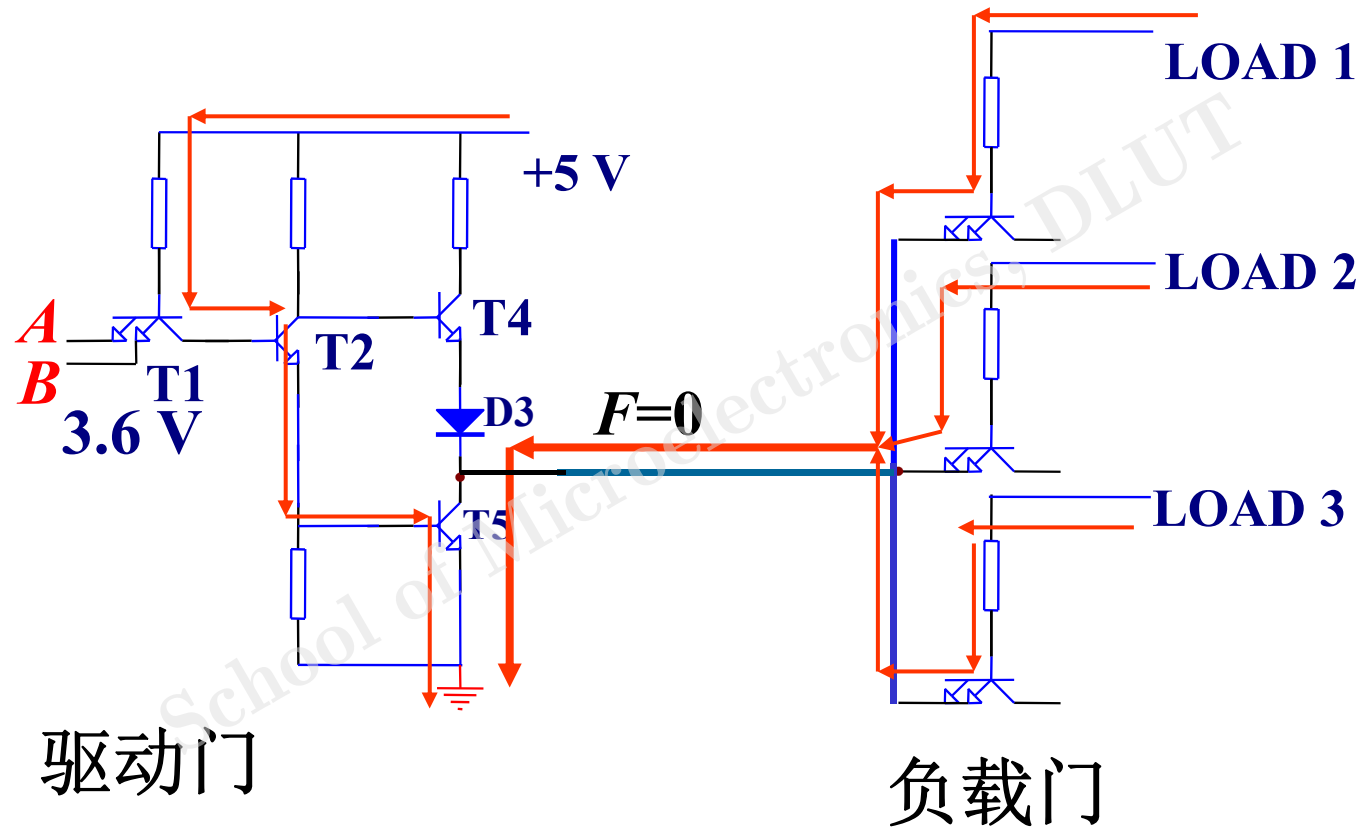 LOAD 1
+5 V
LOAD 2
A
T4
T2
B
T1
D3
F=0
3.6 V
T5
LOAD 3
School of Microelectronics, DLUT
驱动门
负载门